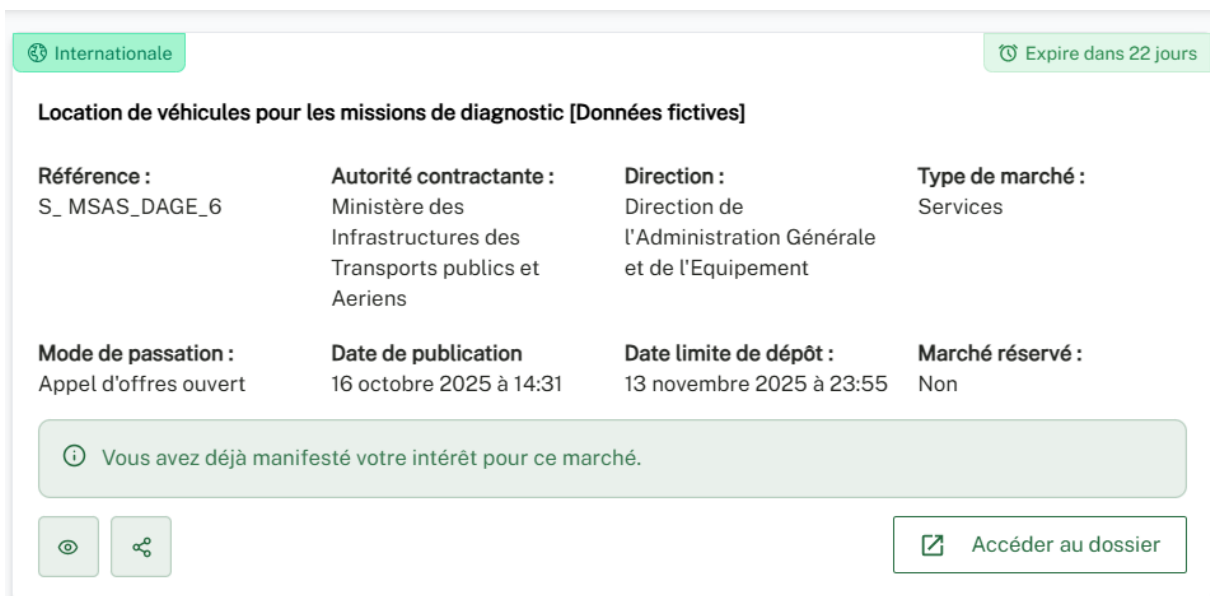 Internationale
Expire dans 22 jours
Location de véhicules pour les missions de diagnostic [Données fictives]
Référence :
S_ MSAS_DAGE_6
Autorité contractante :
Ministère des
Infrastructures des
Transports publics et
Aeriens
Direction :
Direction de
l'Administration Générale
et de l'Equipement
Type de marché :
Services
Mode de passation :
Appel d'offres ouvert
Date de publication
16 octobre 2025 à 14:31
Date limite de dépôt :
13 novembre 2025 à 23:55
Marché réservé :
Non
Vous avez déjà manifesté votre intérêt pour ce marché.
Accéder au dossier